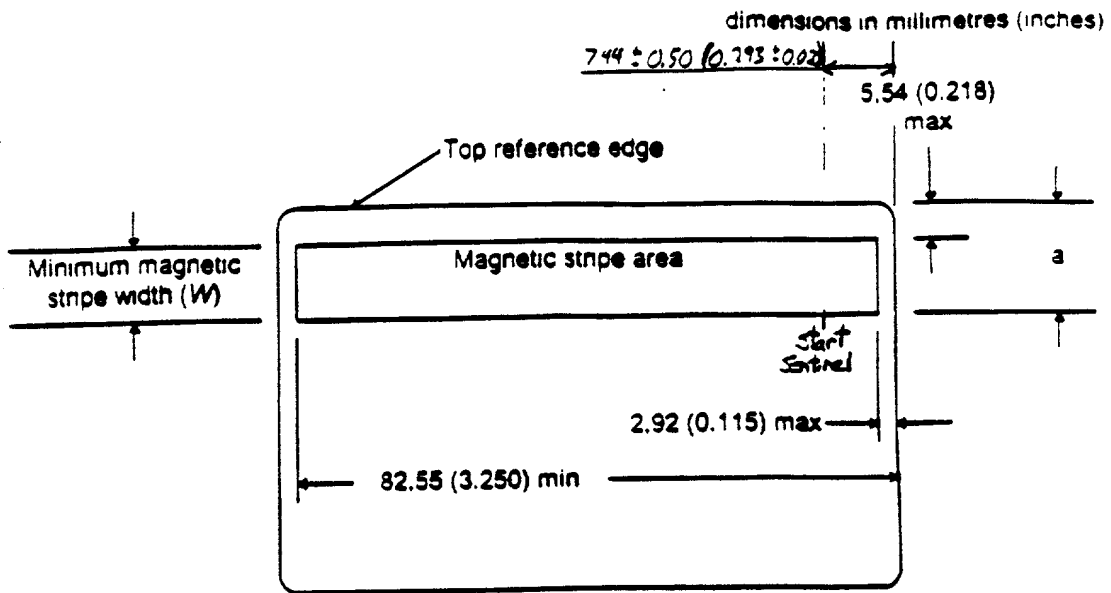 dimensions in millimetres (inches)
7.44 ± 0.50 (0.293 ± 0.02)
5.54 (0.218)
max
Top reference edge
Minimum magnetic
stripe width (W)
Magnetic stripe area
a
Start
Sentinel
2.92 (0.115) max
82.55 (3.250) min